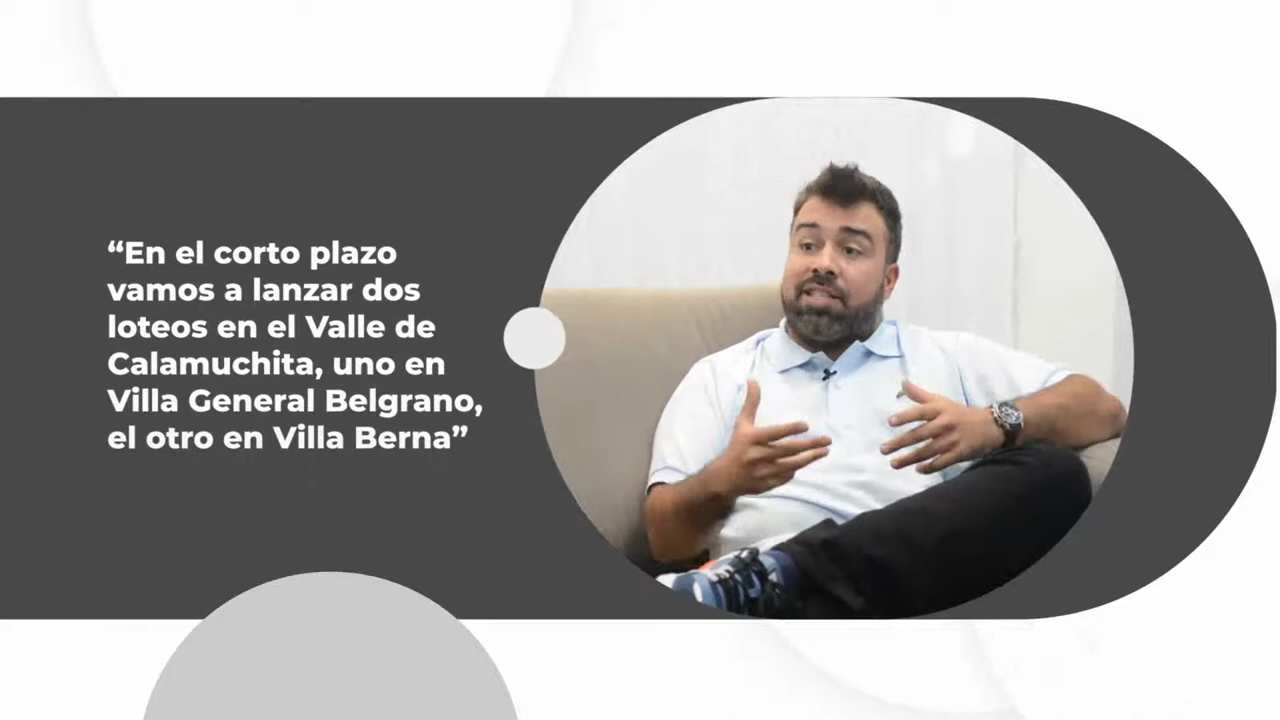 “En el corto plazo
vamos a lanzar dos
loteos en el Valle de
Calamuchita, uno en
Villa General Belgrano,
el otro en Villa Berna”